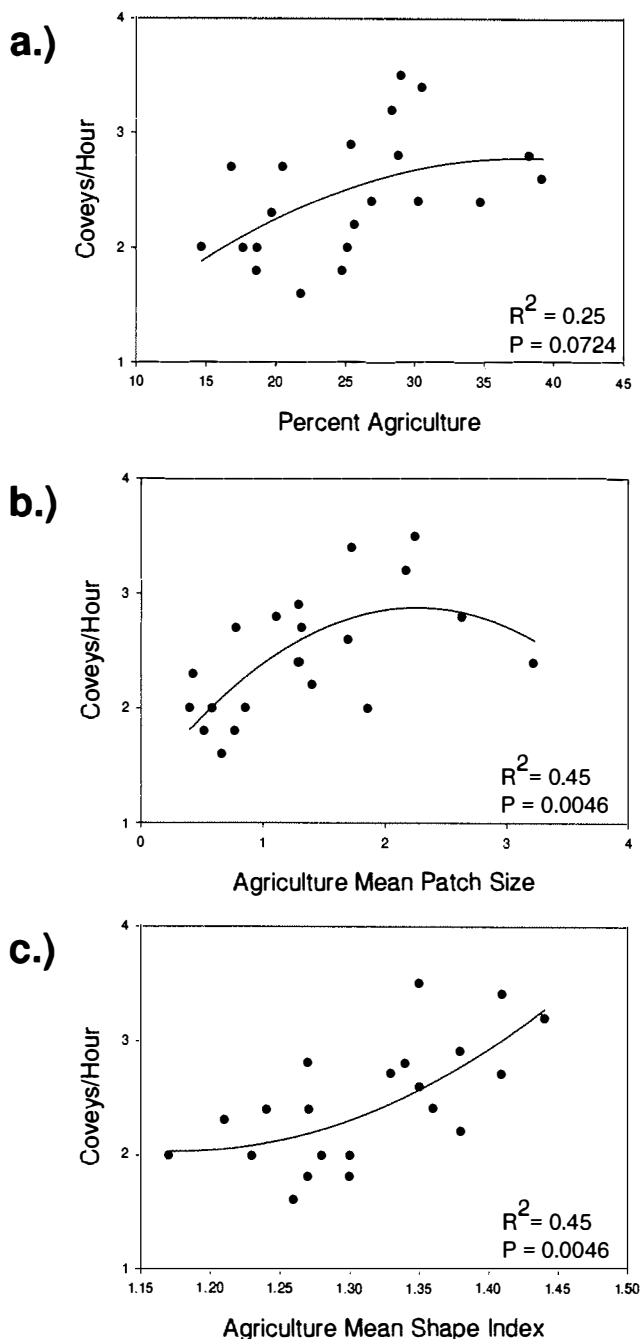 a.)
4
3
2
1
Coveys/Hour
10 15 20 25 30 35 40 45
Percent Agriculture
R² = 0.25
P = 0.0724
b.)
4
3
2
1
Coveys/Hour
0 1 2 3 4
Agriculture Mean Patch Size
R² = 0.45
P = 0.0046
c.)
4
3
2
1
Coveys/Hour
1.15 1.20 1.25 1.30 1.35 1.40 1.45 1.50
Agriculture Mean Shape Index
R² = 0.45
P = 0.0046